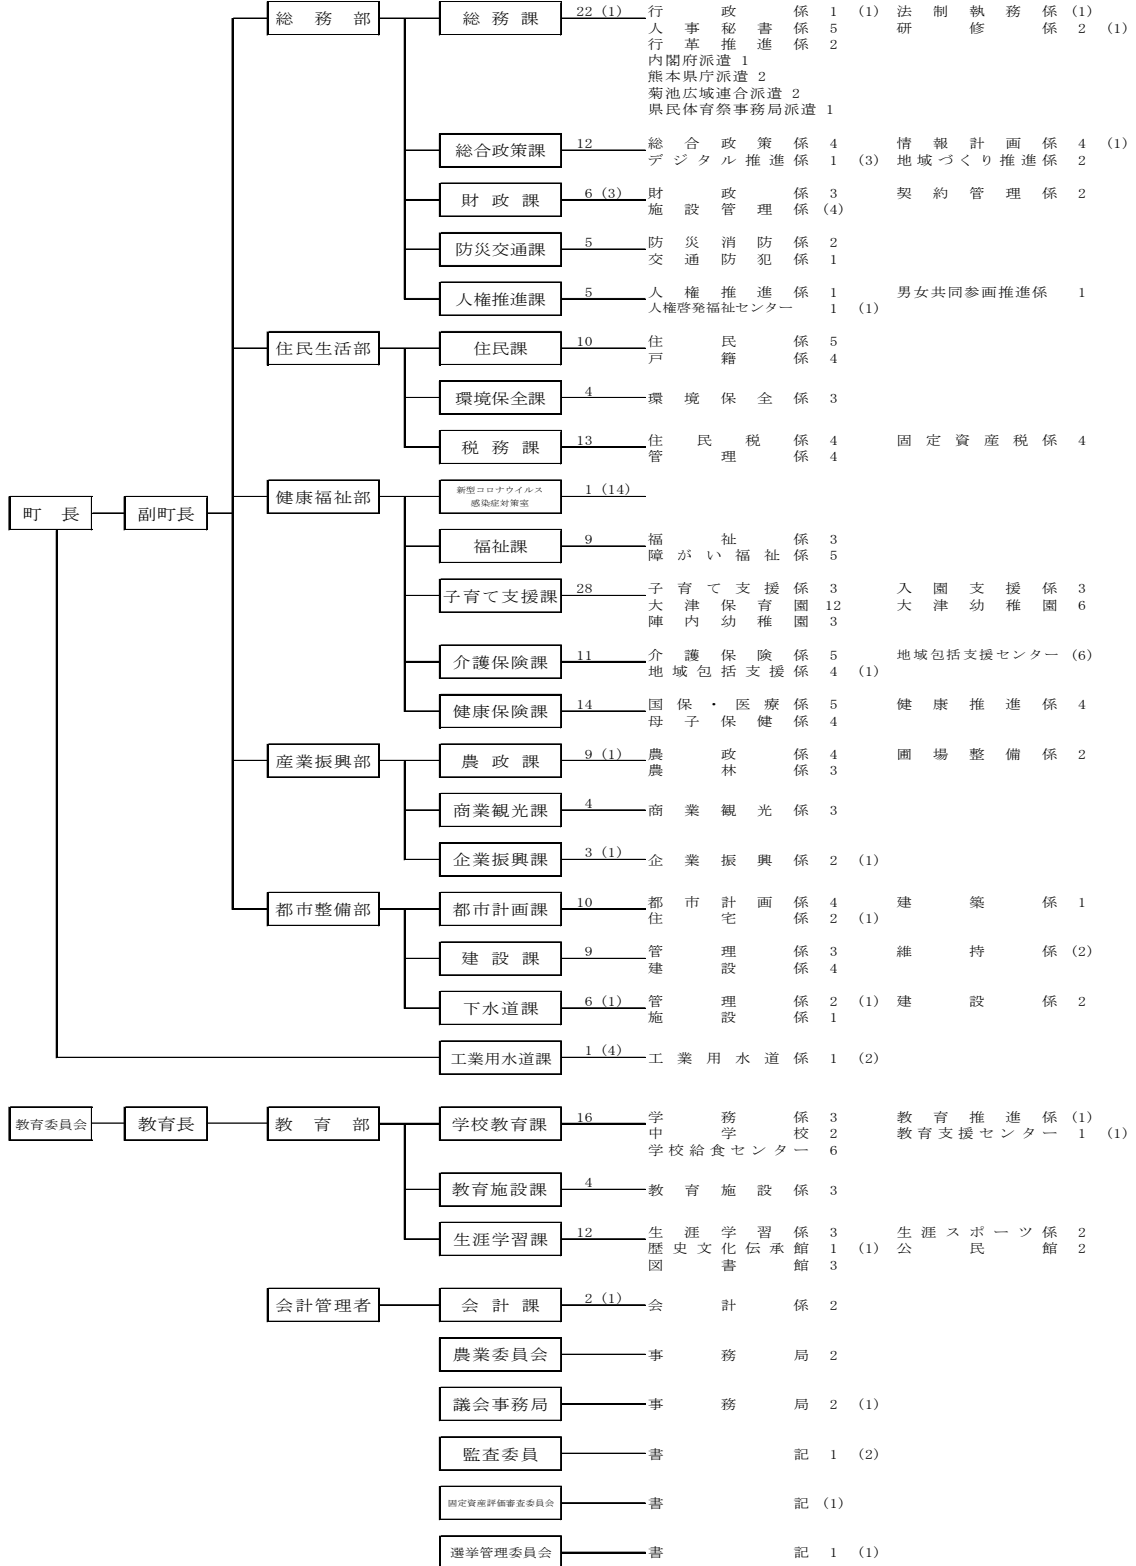 総務部 総務課 22 (1) 行政係 1 (1) 法制執務係 (1)
人事秘書係 5 研修係 2 (1)
行革推進係 2
内閣府派遣 1
熊本県庁派遣 2
菊池広域連合派遣 2
県民体育祭事務局派遣 1
総合政策課 12 総合政策係 4 情報計画係 4 (1)
デジタル推進係 1 (3) 地域づくり推進係 2
財政課 6 (3) 財政係 3 契約管理係 2
施設管理係 (4)
防災交通課 5 防災消防係 2
交通防犯係 1
人権推進課 5 人権推進係 1 男女共同参画推進係 1
人権啓発福祉センター 1 (1)
住民生活部 住民課 10 住民係 5
戸籍係 4
環境保全課 4 環境保全係 3
税務課 13 住民税係 4 固定資産税係 4
管理係 4
町長 副町長 健康福祉部 新型コロナウイルス 1 (14)
感染症対策室
福祉課 9 福祉係 3
障がい福祉係 5
子育て支援課 28 子育て支援係 3 入園支援係 3
大津保育園 12 大津幼稚園 6
陣内幼稚園 3
介護保険課 11 介護保険係 5 地域包括支援センター (6)
地域包括支援係 4 (1)
健康保険課 14 国保・医療係 5 健康推進係 4
母子保健係 4
産業振興部 農政課 9 (1) 農政係 4 圃場整備係 2
農林係 3
商業観光課 4 商業観光係 3
企業振興課 3 (1) 企業振興係 2 (1)
都市整備部 都市計画課 10 都市計画係 4 建築係 1
住宅係 2 (1)
建設課 9 管理係 3 維持係 (2)
建設係 4
下水道課 6 (1) 管理係 2 (1) 建設係 2
施設係 1
工業用水道課 1 (4) 工業用水道係 1 (2)
教育委員会 教育長 教育部 学校教育課 16 学務係 3 教育推進係 (1)
中学校 2 教育支援センター 1 (1)
学校給食センター 6
教育施設課 4 教育施設係 3
生涯学習課 12 生涯学習係 3 生涯スポーツ係 2
歴史文化伝承館 1 (1) 公民館 2
図書館 3
会計管理者 会計課 2 (1) 会計係 2
農業委員会 事務局 2
議会事務局 事務局 2 (1)
監査委員 書記 1 (2)
固定資産評価審査委員会 書記 (1)
選挙管理委員会 書記 1 (1)